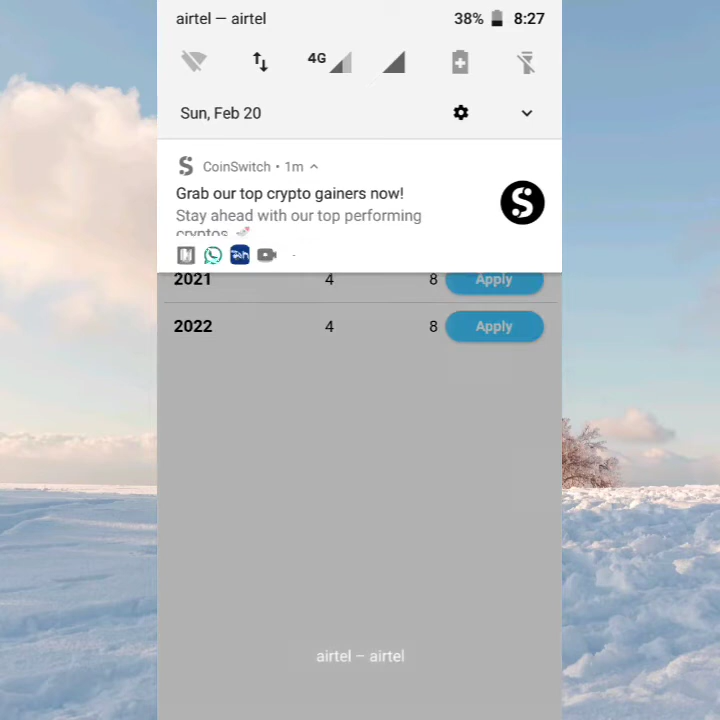 airtel — airtel 38% 8:27
4G
Sun, Feb 20
CoinSwitch • 1m
Grab our top crypto gainers now!
Stay ahead with our top performing
cryptos
2021 4 8 Apply
2022 4 8 Apply
airtel – airtel